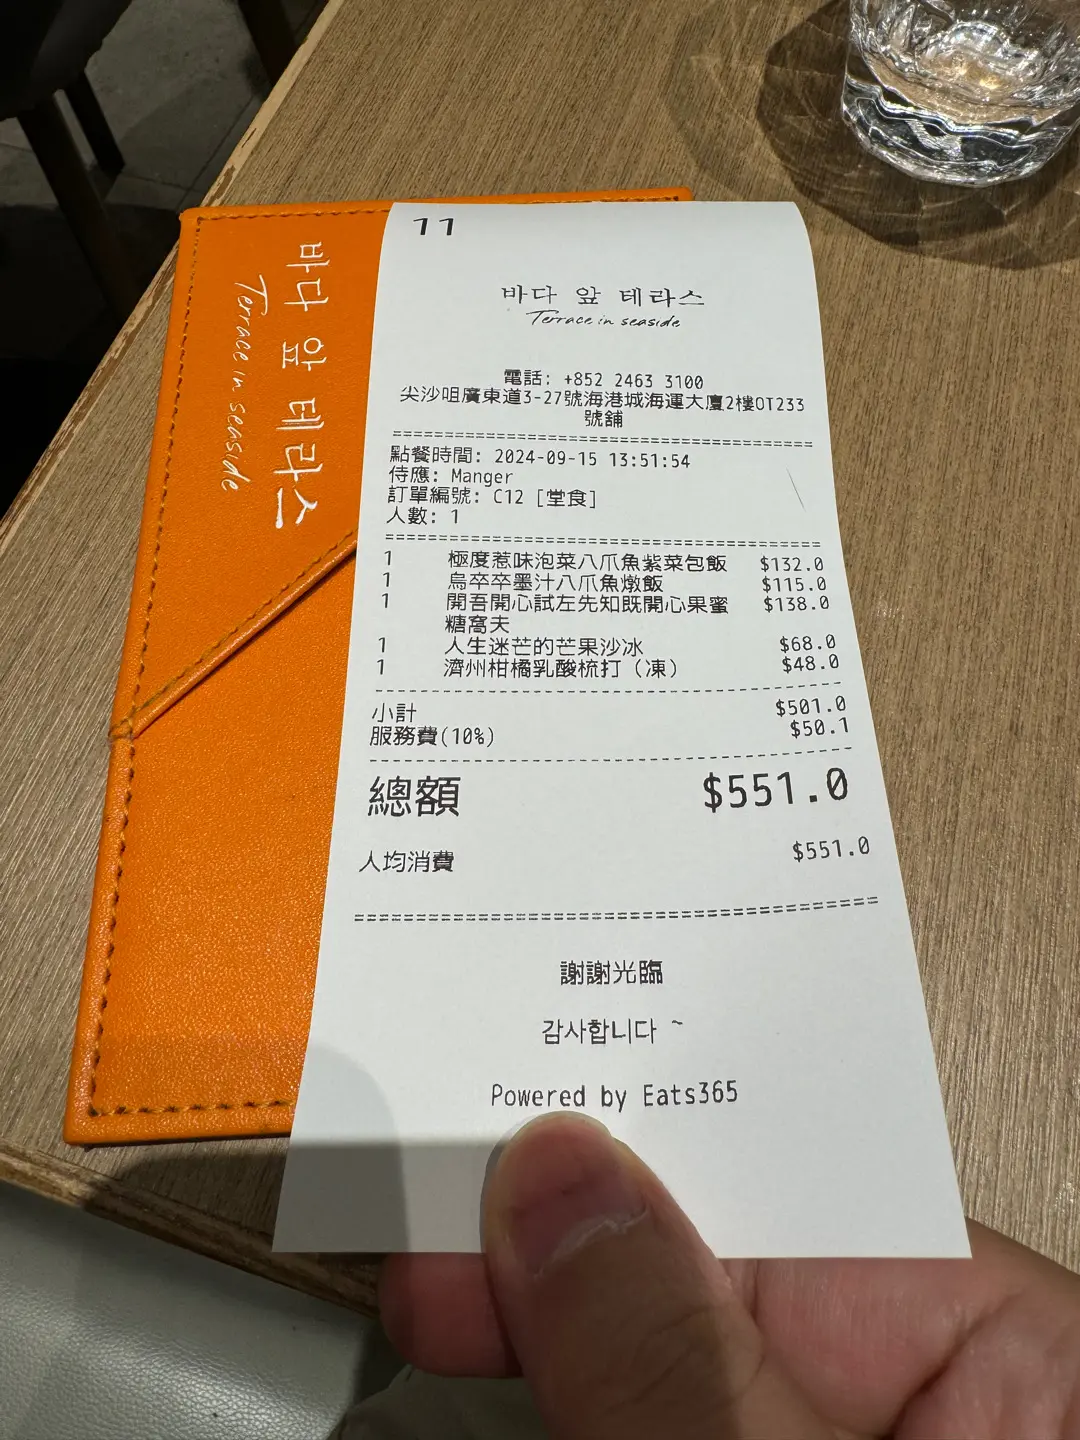 바다 앞 테라스
Terrace in seaside
11
바다 앞 테라스
Terrace in seaside
電話: +852 2463 3100
尖沙咀廣東道3-27號海港城海運大廈2樓OT233
號舖
點餐時間: 2024-09-15 13:51:54
侍應: Manger
訂單編號: C12 [堂食]
人數: 1
1 極度惹味泡菜八爪魚紫菜包飯 $132.0
1 烏卒卒墨汁八爪魚燉飯 $115.0
1 開吾開心試左先知既開心果蜜 $138.0
糖窩夫
1 人生迷芒的芒果沙冰 $68.0
1 濟州柑橘乳酸梳打（凍） $48.0
小計 $501.0
服務費(10%) $50.1
總額 $551.0
人均消費 $551.0
謝謝光臨
감사합니다 ~
Powered by Eats365